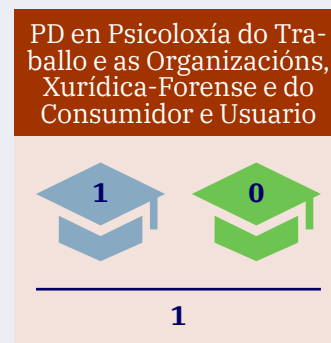 PD en Psicoloxía do Tra-
ballo e as Organizacións,
Xurídica-Forense e do
Consumidor e Usuario
1 0
1